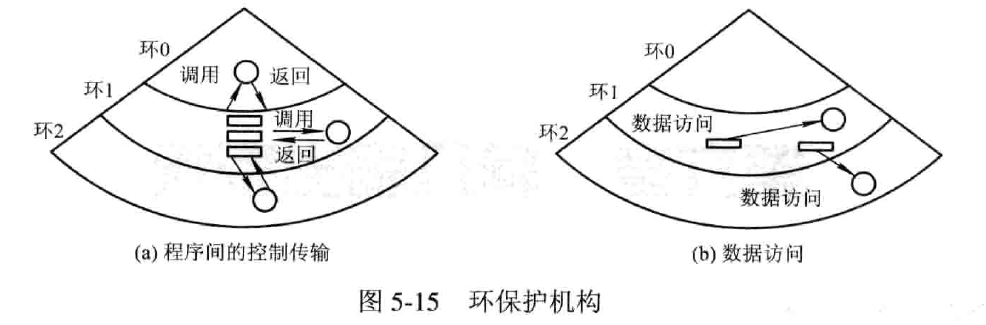 环0
环1
环2
调用
返回
调用
返回
(a) 程序间的控制传输
环0
环1
环2
数据访问
数据访问
(b) 数据访问
图 5-15 环保护机构